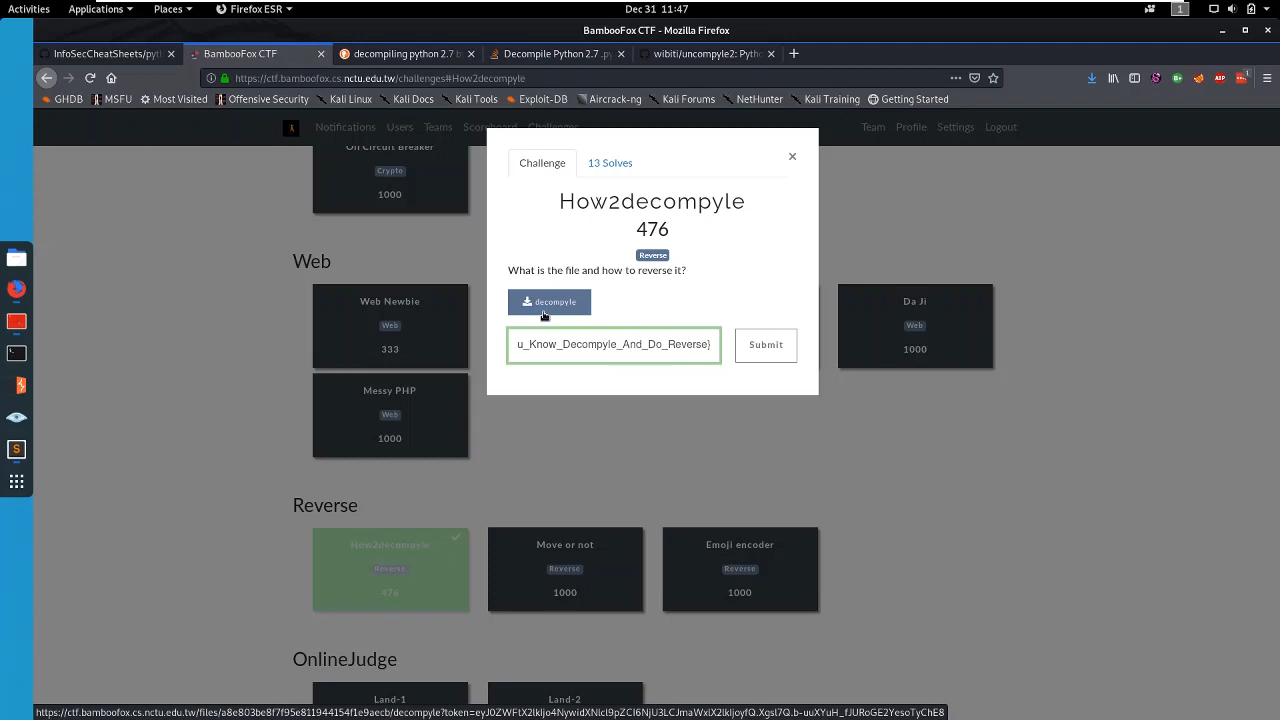 Activities Applications Places Firefox ESR Dec 31 11:47 1
BambooFox CTF - Mozilla Firefox
InfoSecCheatSheets/pyth BambooFox CTF decompiling python 2.7 b Decompile Python 2.7 .py wibiti/uncompyle2: Pytho
https://ctf.bamboofox.cs.nctu.edu.tw/challenges#How2decompyle
GHDB MSFU Most Visited Offensive Security Kali Linux Kali Docs Kali Tools Exploit-DB Aircrack-ng Kali Forums NetHunter Kali Training Getting Started
Notifications Users Teams Scoreboard Challenges Team Profile Settings Logout
Oil Circuit Breaker
Crypto
1000
Challenge 13 Solves ×
How2decompyle
476
Reverse
What is the file and how to reverse it?
decompyle
u_Know_Decompyle_And_Do_Reverse} Submit
Web
Web Newbie
Web
333
Da Ji
Web
1000
Messy PHP
Web
1000
Reverse
How2decompyle
Reverse
476
Move or not
Reverse
1000
Emoji encoder
Reverse
1000
OnlineJudge
Land-1 Land-2